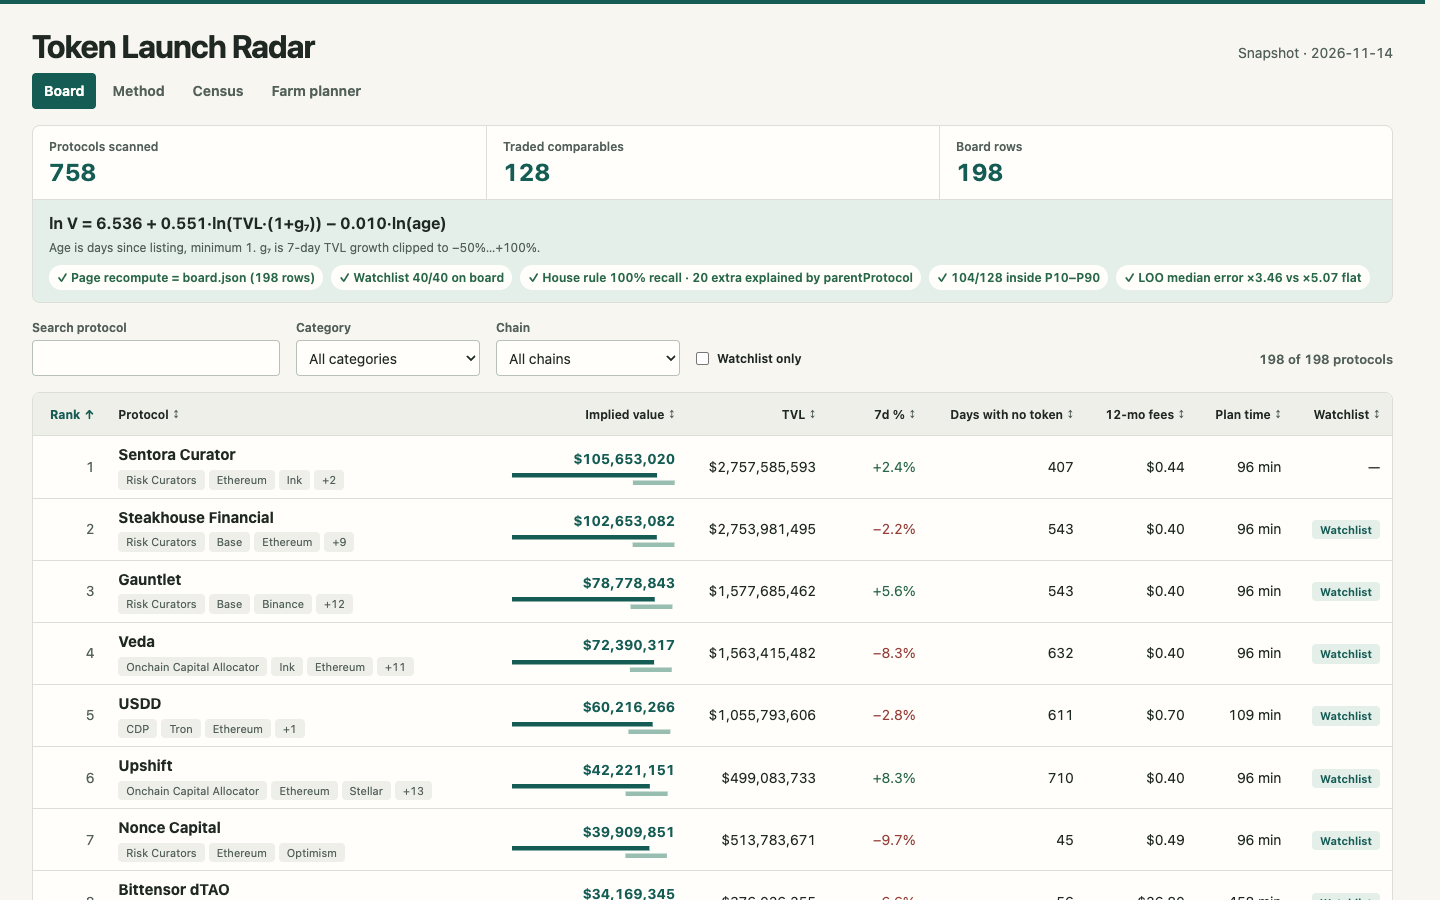 Token Launch Radar
Snapshot · 2026-11-14
Board Method Census Farm planner
Protocols scanned
758
Traded comparables
128
Board rows
198
ln V = 6.536 + 0.551·ln(TVL·(1+g₇)) − 0.010·ln(age)
Age is days since listing, minimum 1. g₇ is 7-day TVL growth clipped to −50%…+100%.
✓ Page recompute = board.json (198 rows) ✓ Watchlist 40/40 on board ✓ House rule 100% recall · 20 extra explained by parentProtocol ✓ 104/128 inside P10–P90 ✓ LOO median error ×3.46 vs ×5.07 flat
Search protocol
Category
All categories
Chain
All chains
Watchlist only
198 of 198 protocols
Rank ↑ Protocol ↕ Implied value ↕ TVL ↕ 7d % ↕ Days with no token ↕ 12-mo fees ↕ Plan time ↕ Watchlist ↕
1 Sentora Curator $105,653,020 $2,757,585,593 +2.4% 407 $0.44 96 min —
Risk Curators Ethereum Ink +2
2 Steakhouse Financial $102,653,082 $2,753,981,495 −2.2% 543 $0.40 96 min Watchlist
Risk Curators Base Ethereum +9
3 Gauntlet $78,778,843 $1,577,685,462 +5.6% 543 $0.40 96 min Watchlist
Risk Curators Base Binance +12
4 Veda $72,390,317 $1,563,415,482 −8.3% 632 $0.40 96 min Watchlist
Onchain Capital Allocator Ink Ethereum +11
5 USDD $60,216,266 $1,055,793,606 −2.8% 611 $0.70 109 min Watchlist
CDP Tron Ethereum +1
6 Upshift $42,221,151 $499,083,733 +8.3% 710 $0.40 96 min Watchlist
Onchain Capital Allocator Ethereum Stellar +13
7 Nonce Capital $39,909,851 $513,783,671 −9.7% 45 $0.49 96 min Watchlist
Risk Curators Ethereum Optimism
Bittensor dTAO $34,169,345